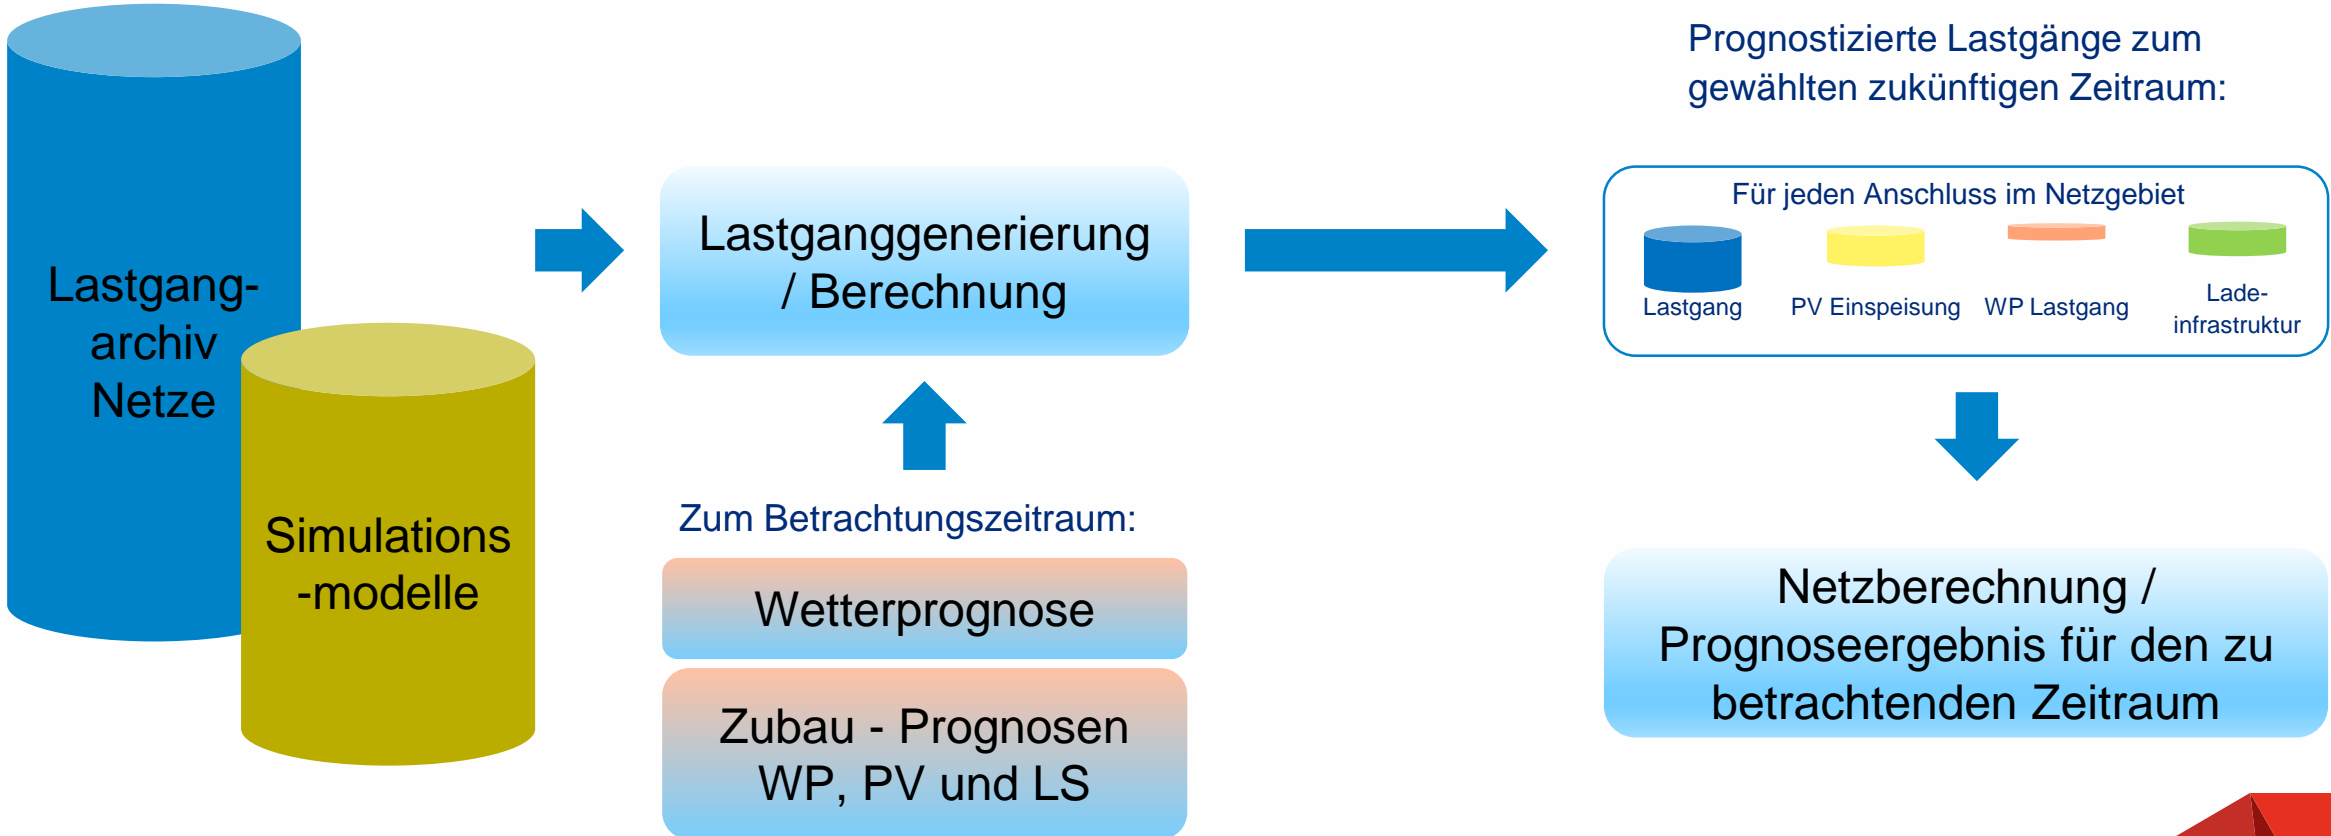 Lastgang-
archiv
Netze
Simulations
-modelle
Lastganggenerierung
/ Berechnung
Zum Betrachtungszeitraum:
Wetterprognose
Zubau - Prognosen
WP, PV und LS
Prognostizierte Lastgänge zum
gewählten zukünftigen Zeitraum:
Für jeden Anschluss im Netzgebiet
Lastgang
PV Einspeisung
WP Lastgang
Lade-
infrastruktur
Netzberechnung /
Prognoseergebnis für den zu
betrachtenden Zeitraum